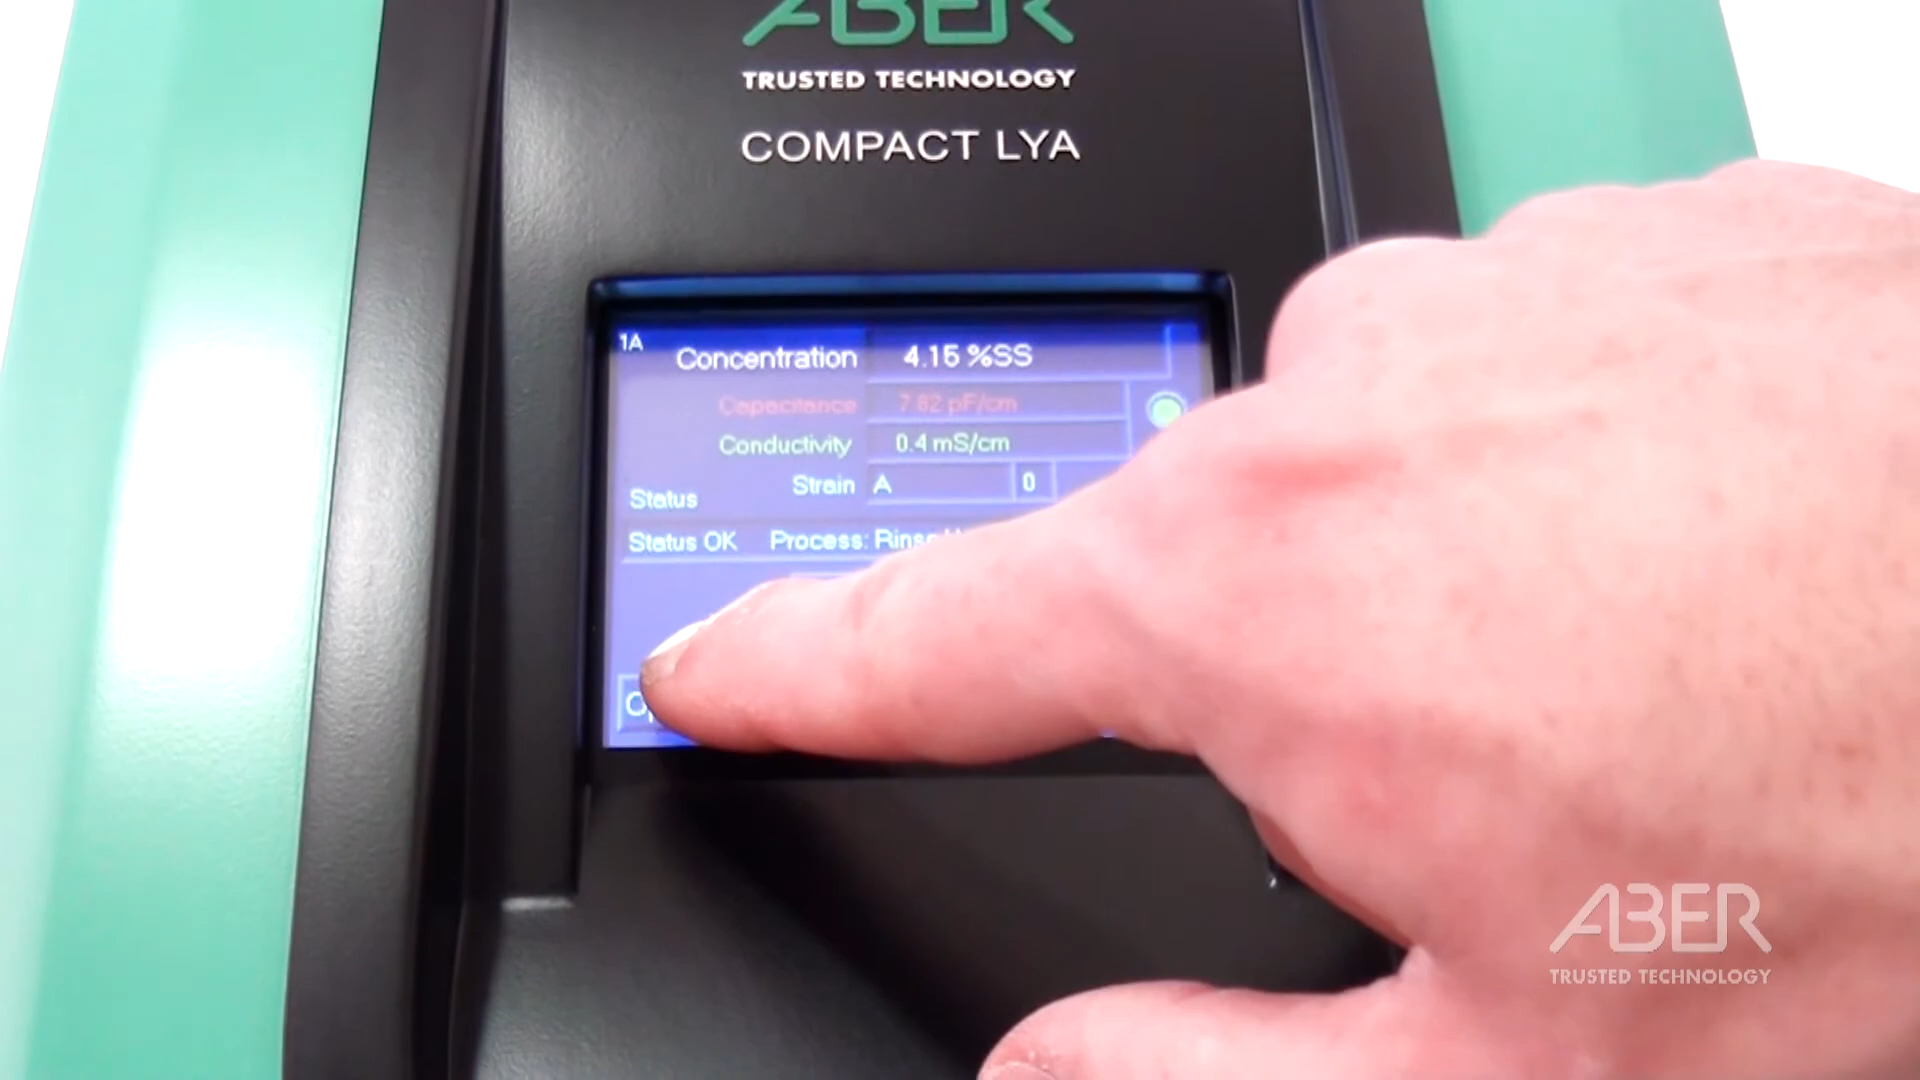 ABER
TRUSTED TECHNOLOGY
COMPACT LYA
1A
Concentration 4.15 %SS
Capacitance 7.82 pF/cm
Conductivity 0.4 mS/cm
Strain A 0
Status
Status OK Process:
ABER
TRUSTED TECHNOLOGY